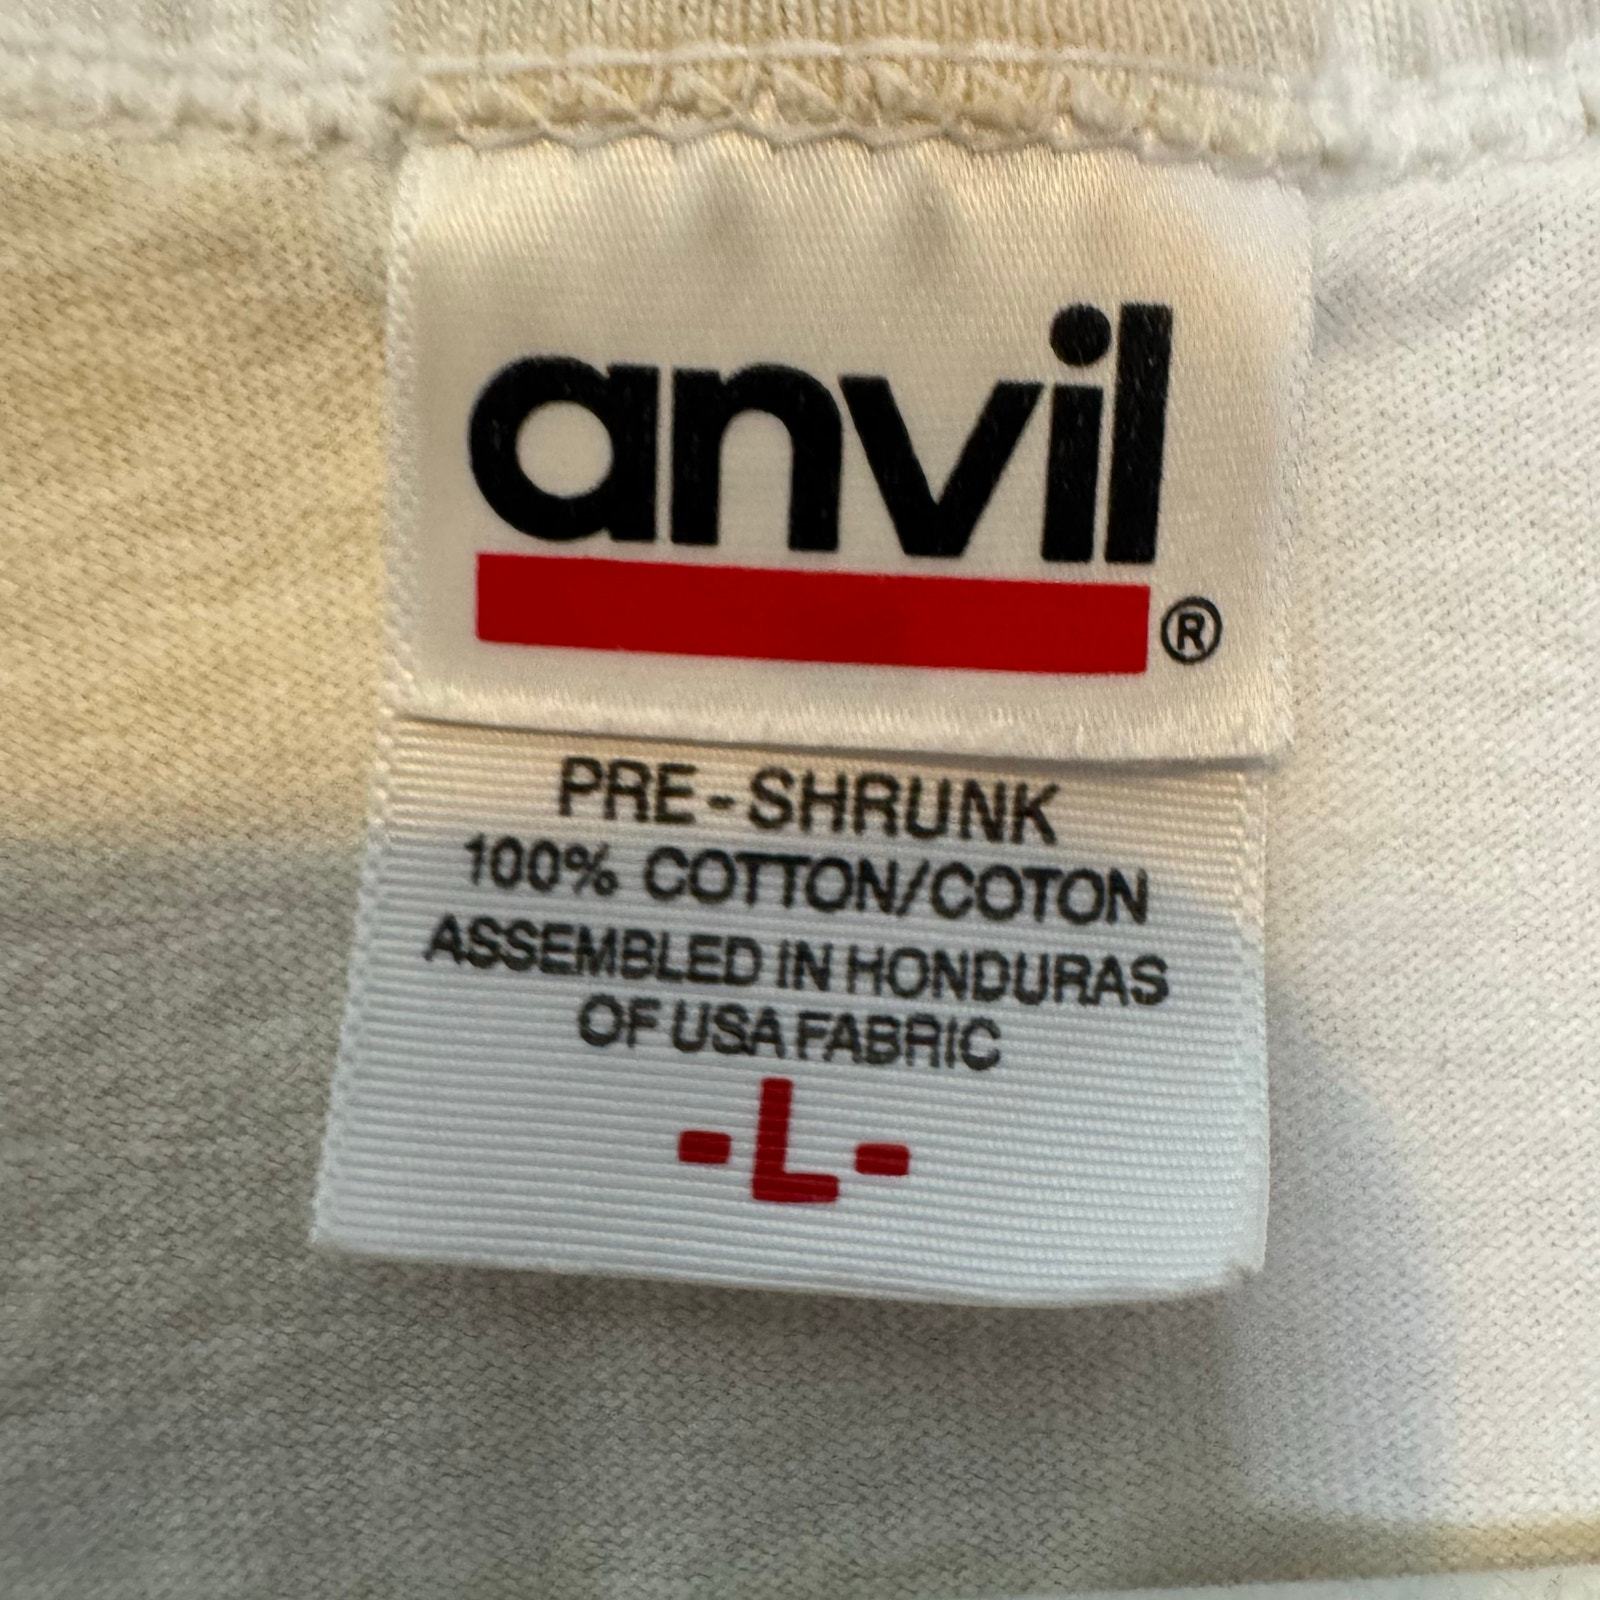 anvil®
PRE-SHRUNK
100% COTTON/COTON
ASSEMBLED IN HONDURAS
OF USA FABRIC
-L-